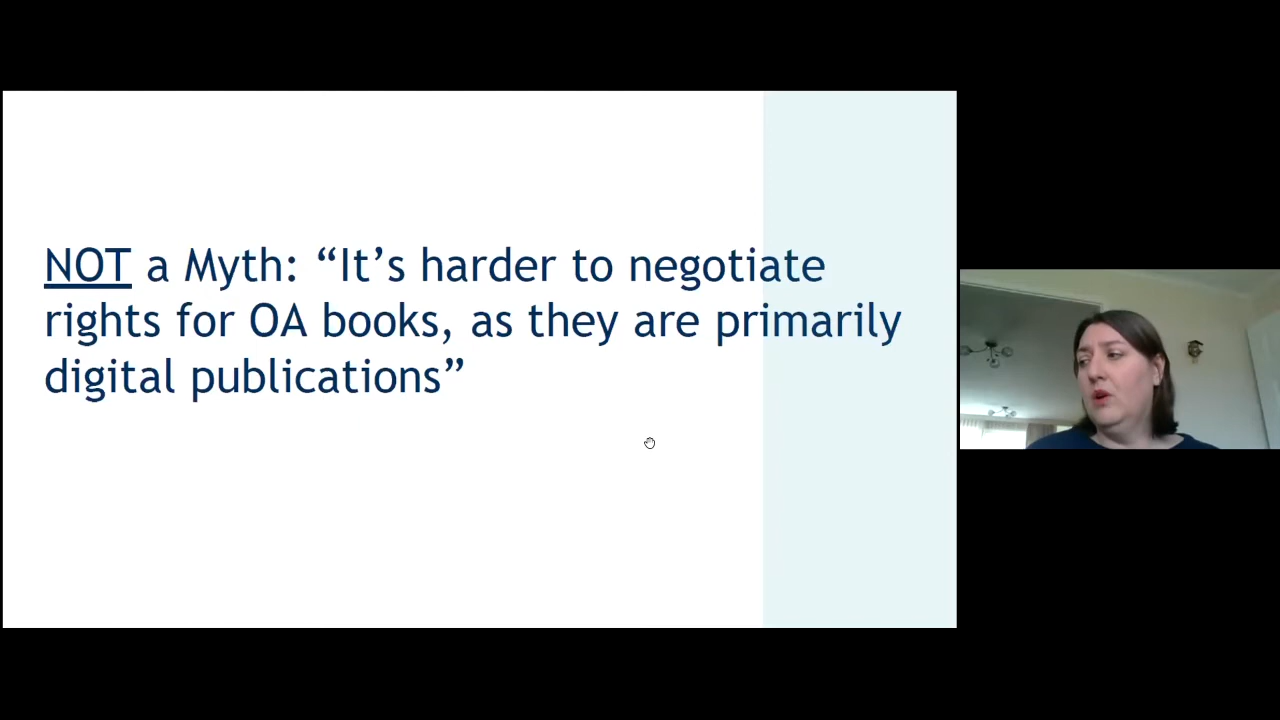 NOT a Myth: “It’s harder to negotiate
rights for OA books, as they are primarily
digital publications”